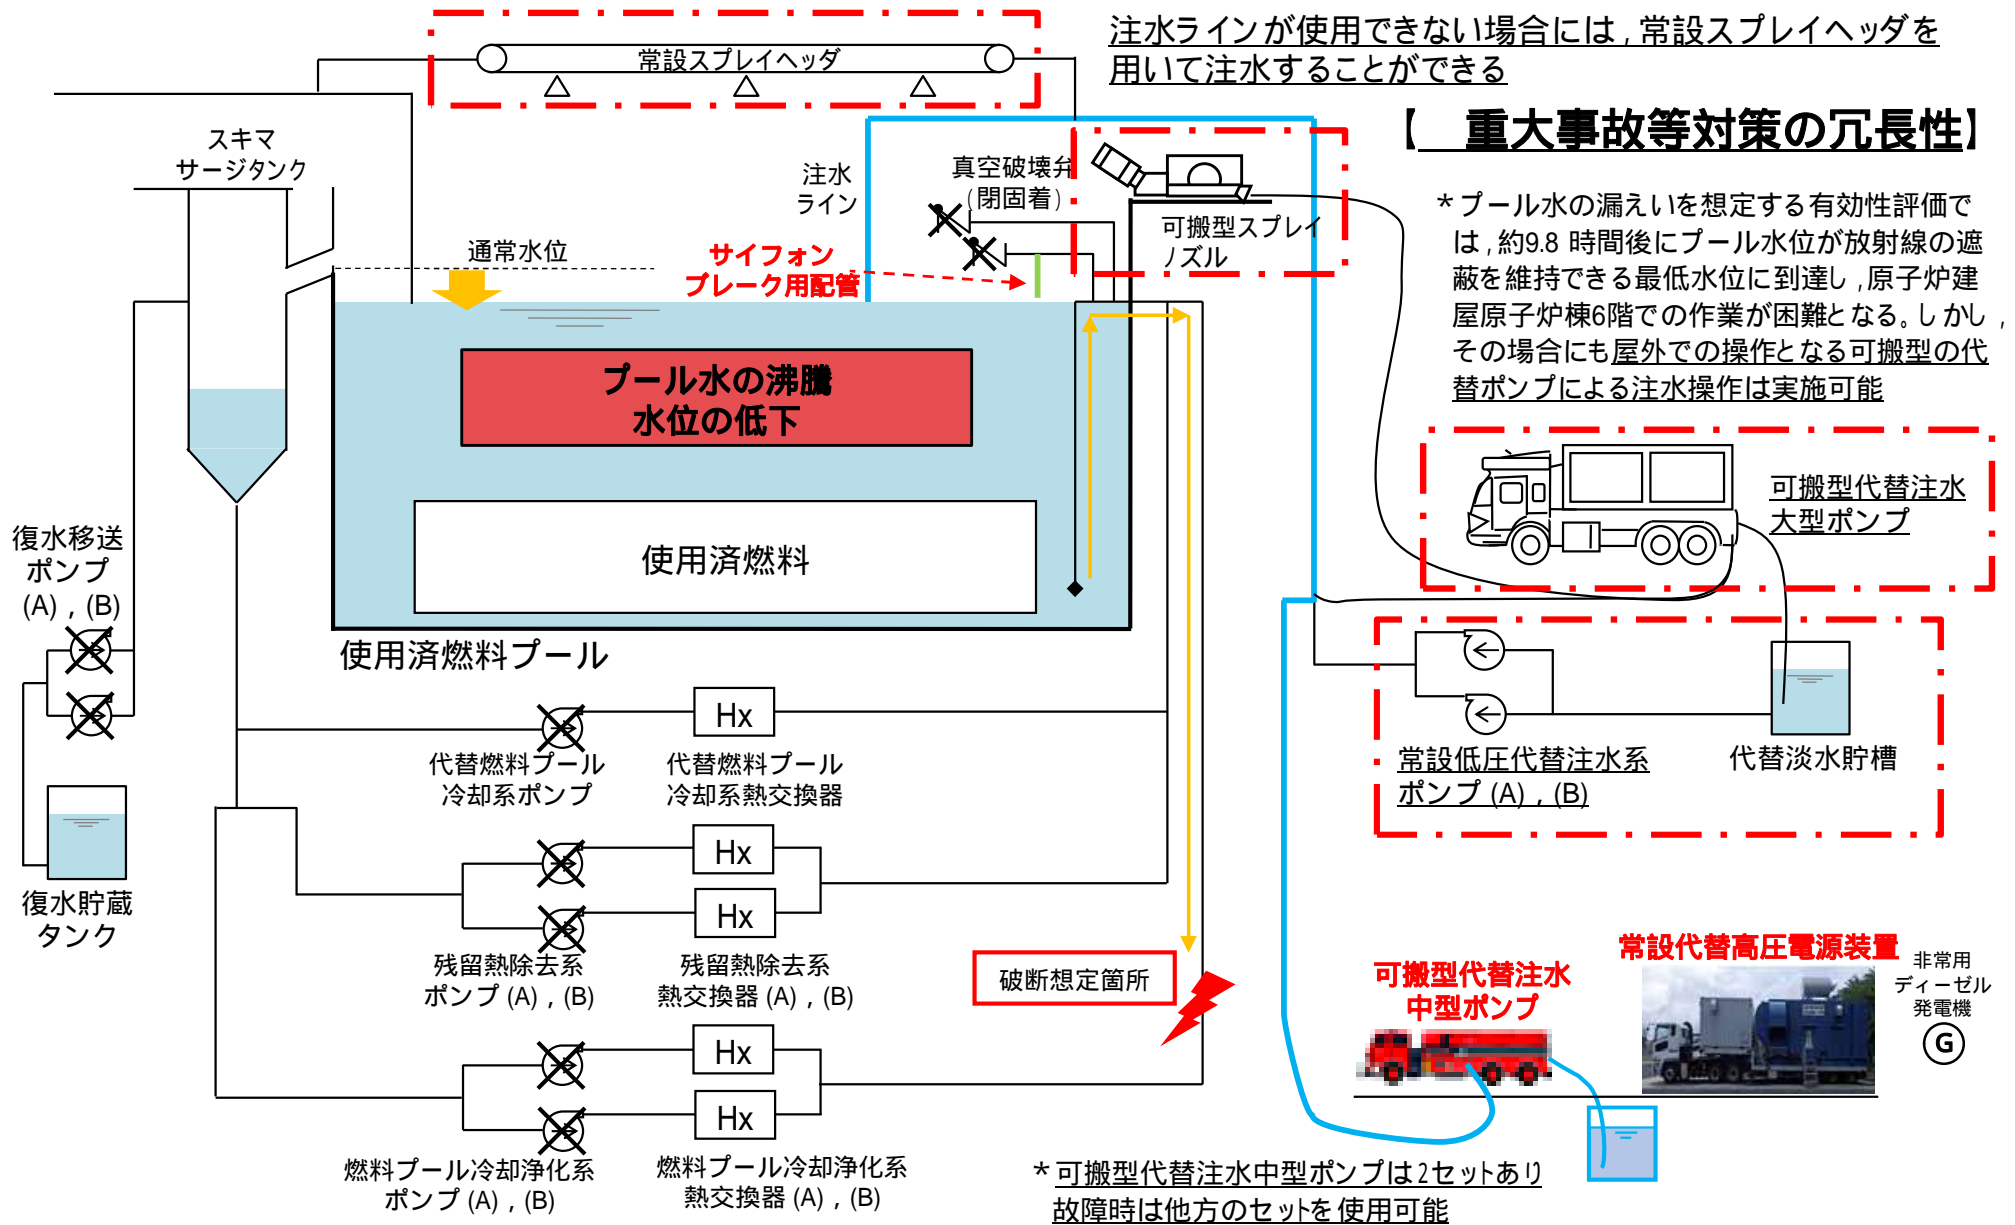 注水ラインが使用できない場合には，常設スプレイヘッダを
用いて注水することができる
【　重大事故等対策の冗長性】
＊プール水の漏えいを想定する有効性評価で
は，約9.8 時間後にプール水位が放射線の遮
蔽を維持できる最低水位に到達し，原子炉建
屋原子炉棟6階での作業が困難となる。しかし，
その場合にも屋外での操作となる可搬型の代
替ポンプによる注水操作は実施可能
常設スプレイヘッダ
スキマ
サージタンク
通常水位
注水
ライン
真空破壊弁
(閉固着)
サイフォン
ブレーク用配管
可搬型スプレイ
ノズル
プール水の沸騰
水位の低下
使用済燃料
使用済燃料プール
復水移送
ポンプ
(A)，(B)
復水貯蔵
タンク
可搬型代替注水
大型ポンプ
常設低圧代替注水系
ポンプ (A)，(B)
代替淡水貯槽
Hx
代替燃料プール
冷却系ポンプ
代替燃料プール
冷却系熱交換器
Hx
Hx
残留熱除去系
ポンプ (A)，(B)
残留熱除去系
熱交換器 (A)，(B)
破断想定箇所
Hx
Hx
燃料プール冷却浄化系
ポンプ (A)，(B)
燃料プール冷却浄化系
熱交換器 (A)，(B)
可搬型代替注水
中型ポンプ
常設代替高圧電源装置
非常用
ディーゼル
発電機
G
＊可搬型代替注水中型ポンプは2セットあり
故障時は他方のセットを使用可能